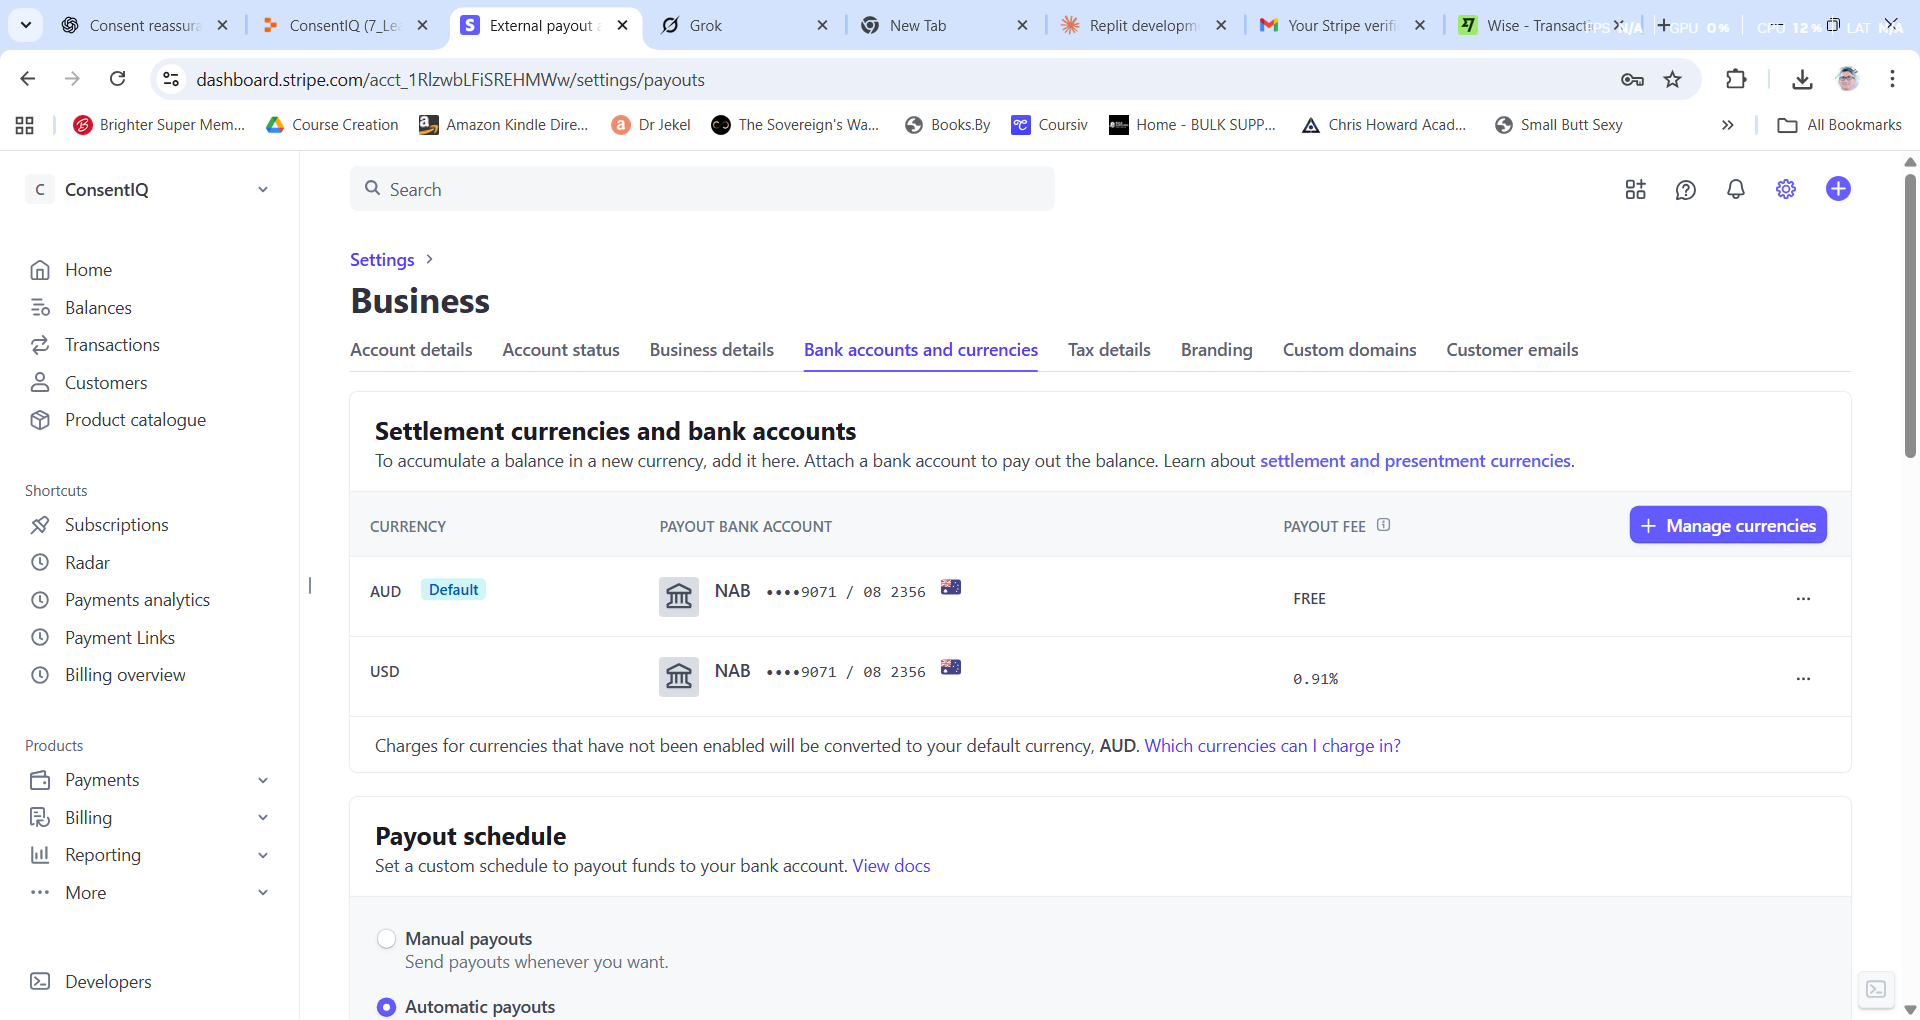 Consent reassura
ConsentIQ (7_Lea
External payout a
Grok
New Tab
Replit developme
Your Stripe verifi
Wise - Transacti
GPU 0%
CPU 12%
LAT N/A
dashboard.stripe.com/acct_1RlzwbLFiSREHMWw/settings/payouts
Brighter Super Mem...
Course Creation
Amazon Kindle Dire...
Dr Jekel
The Sovereign's Wa...
Books.By
Coursiv
Home - BULK SUPP...
Chris Howard Acad...
Small Butt Sexy
All Bookmarks
C ConsentIQ
Search
Home
Balances
Transactions
Customers
Product catalogue
Shortcuts
Subscriptions
Radar
Payments analytics
Payment Links
Billing overview
Products
Payments
Billing
Reporting
More
Developers
Settings
Business
Account details
Account status
Business details
Bank accounts and currencies
Tax details
Branding
Custom domains
Customer emails
Settlement currencies and bank accounts
To accumulate a balance in a new currency, add it here. Attach a bank account to pay out the balance. Learn about settlement and presentment currencies.
CURRENCY
PAYOUT BANK ACCOUNT
PAYOUT FEE
+ Manage currencies
AUD Default
NAB ••••9071 / 08 2356
FREE
USD
NAB ••••9071 / 08 2356
0.91%
Charges for currencies that have not been enabled will be converted to your default currency, AUD. Which currencies can I charge in?
Payout schedule
Set a custom schedule to payout funds to your bank account. View docs
Manual payouts
Send payouts whenever you want.
Automatic payouts